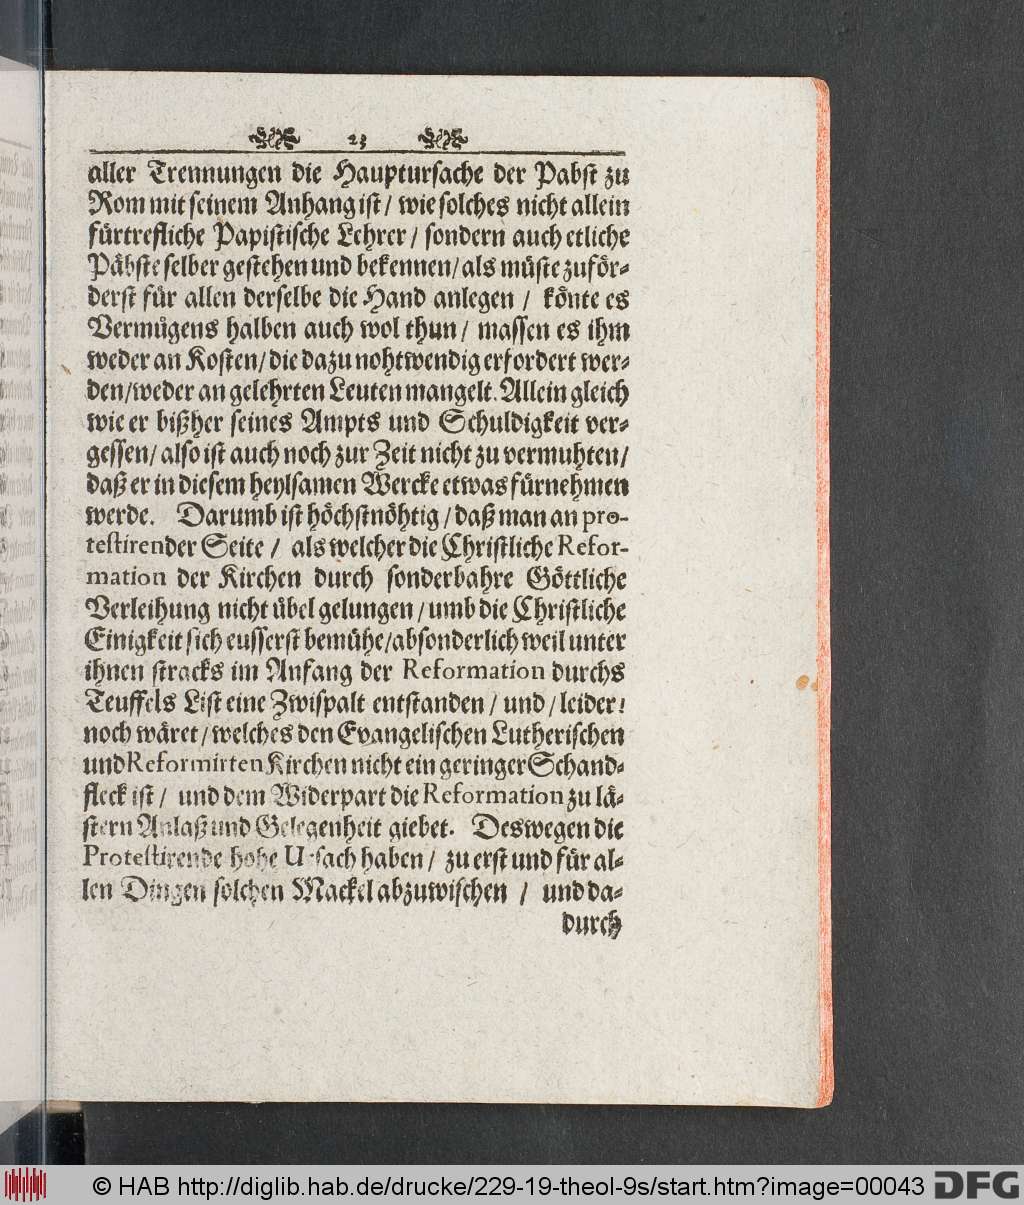 23
aller Trennungen die Hauptursache der Pabst zu
Rom mit seinem Anhang ist / wie solches nicht allein
fürtrefliche Papistische Lehrer / sondern auch etliche
Päbste selber gestehen und bekennen / als müste zuför-
derst für allen derselbe die Hand anlegen / könte es
Vermügens halben auch wol thun / massen es ihm
weder an Kosten / die dazu nohtwendig erfordert wer-
den / weder an gelehrten Leuten mangelt. Allein gleich
wie er bißher seines Ampts und Schuldigkeit ver-
gessen / also ist auch noch zur Zeit nicht zu vermuhten /
daß er in diesem heylsamen Wercke etwas fürnehmen
werde. Darumb ist höchstnöhtig / daß man an pro-
testirender Seite / als welcher die Christliche Refor-
mation der Kirchen durch sonderbahre Göttliche
Verleihung nicht übel gelungen / umb die Christliche
Einigkeit sich eusserst bemühe / absonderlich weil unter
ihnen stracks im Anfang der Reformation durchs
Teuffels List eine Zwispalt entstanden / und / leider!
noch wäret / welches den Evangelischen Lutherischen
und Reformirten Kirchen nicht ein geringer Schand-
fleck ist / und dem Widerpart die Reformation zu lä-
stern Anlaß und Gelegenheit giebet. Deswegen die
Protestirende hohe Ursach haben / zu erst und für al-
len Dingen solchen Mackel abzuwischen / und da-
durch
© HAB http://diglib.hab.de/drucke/229-19-theol-9s/start.htm?image=00043
DFG